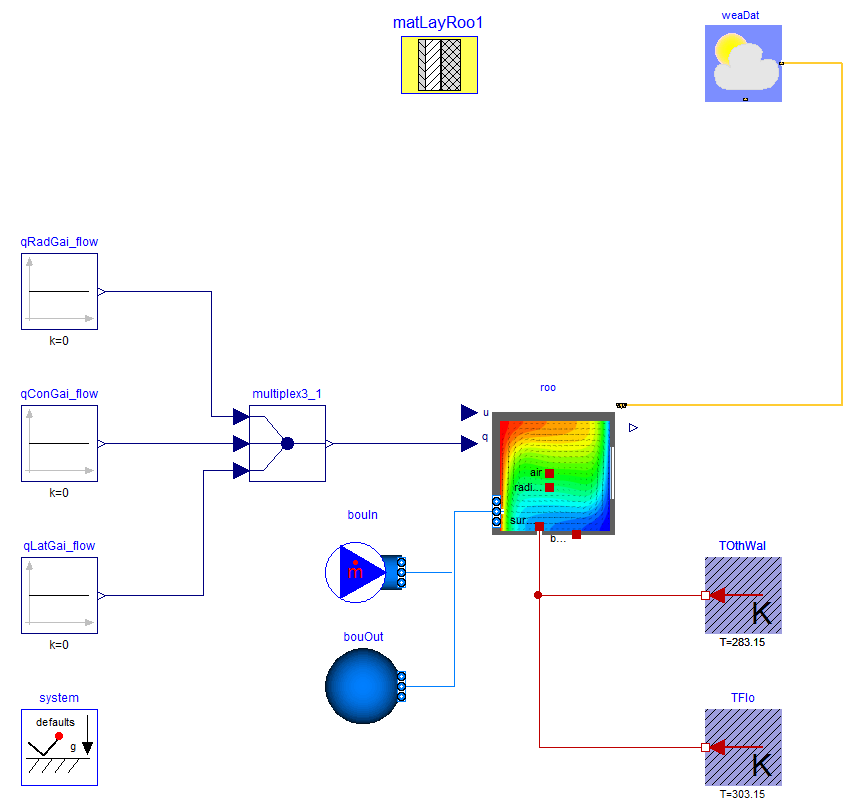 matLayRoo1
weaDat
qRadGai_flow
k=0
qConGai_flow
k=0
multiplex3_1
roo
u
q
air
radi...
sur...
b...
bouIn
ṁ
qLatGai_flow
k=0
TOthWal
K
T=283.15
bouOut
system
defaults
g
TFlo
K
T=303.15